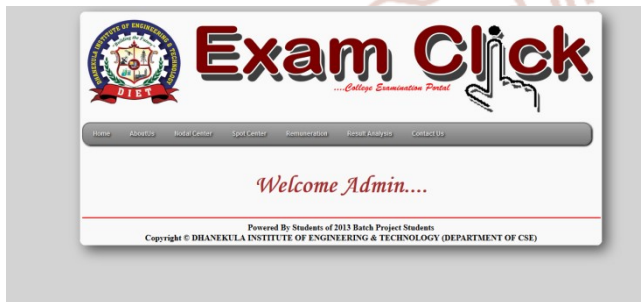 DHANEKULA INSTITUTE OF ENGINEERING & TECHNOLOGY
DIET
Exam Click
....College Examination Portal
Home AboutUs Nodal Center Spot Center Remuneration Result Analysis Contact Us
Welcome Admin....
Powered By Students of 2013 Batch Project Students
Copyright © DHANEKULA INSTITUTE OF ENGINEERING & TECHNOLOGY (DEPARTMENT OF CSE)